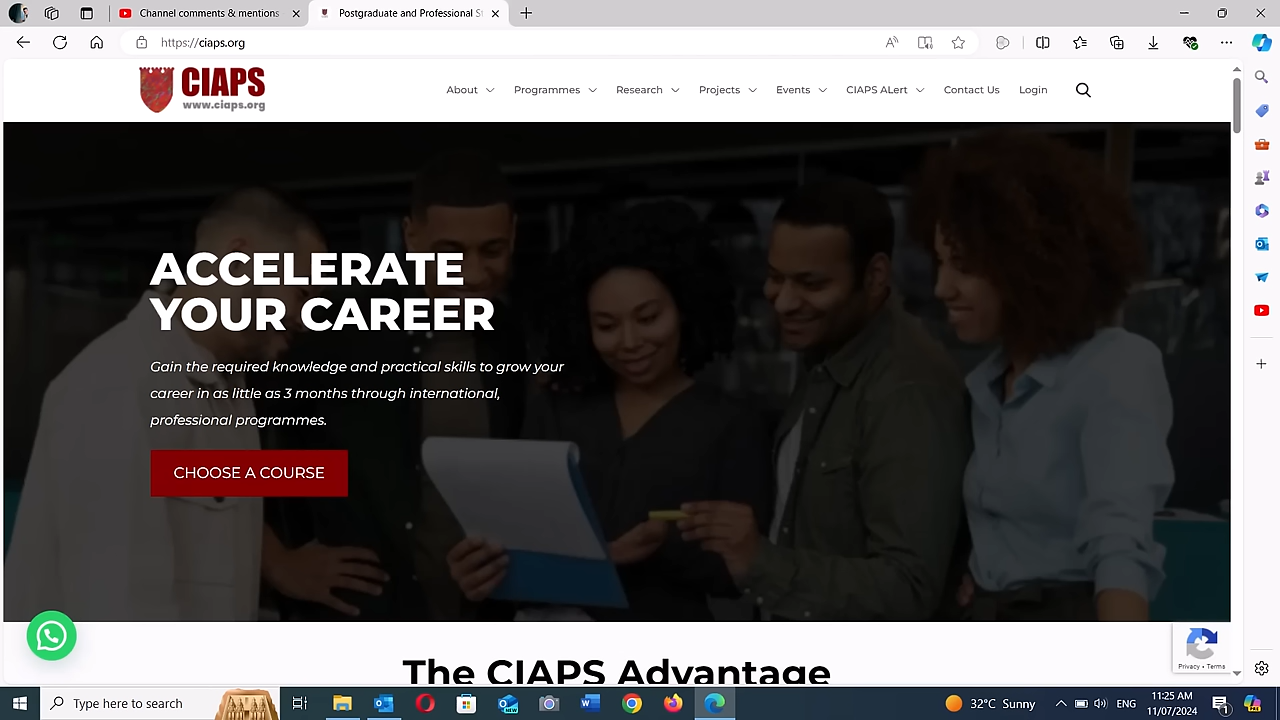 Channel comments & mentions
Postgraduate and Professional St
https://ciaps.org
CIAPS
www.ciaps.org
About
Programmes
Research
Projects
Events
CIAPS ALert
Contact Us
Login
ACCELERATE
YOUR CAREER
Gain the required knowledge and practical skills to grow your
career in as little as 3 months through international,
professional programmes.
CHOOSE A COURSE
Privacy • Terms
The CIAPS Advantage
Type here to search
NEW
32°C Sunny
ENG
11:25 AM
11/07/2024
1